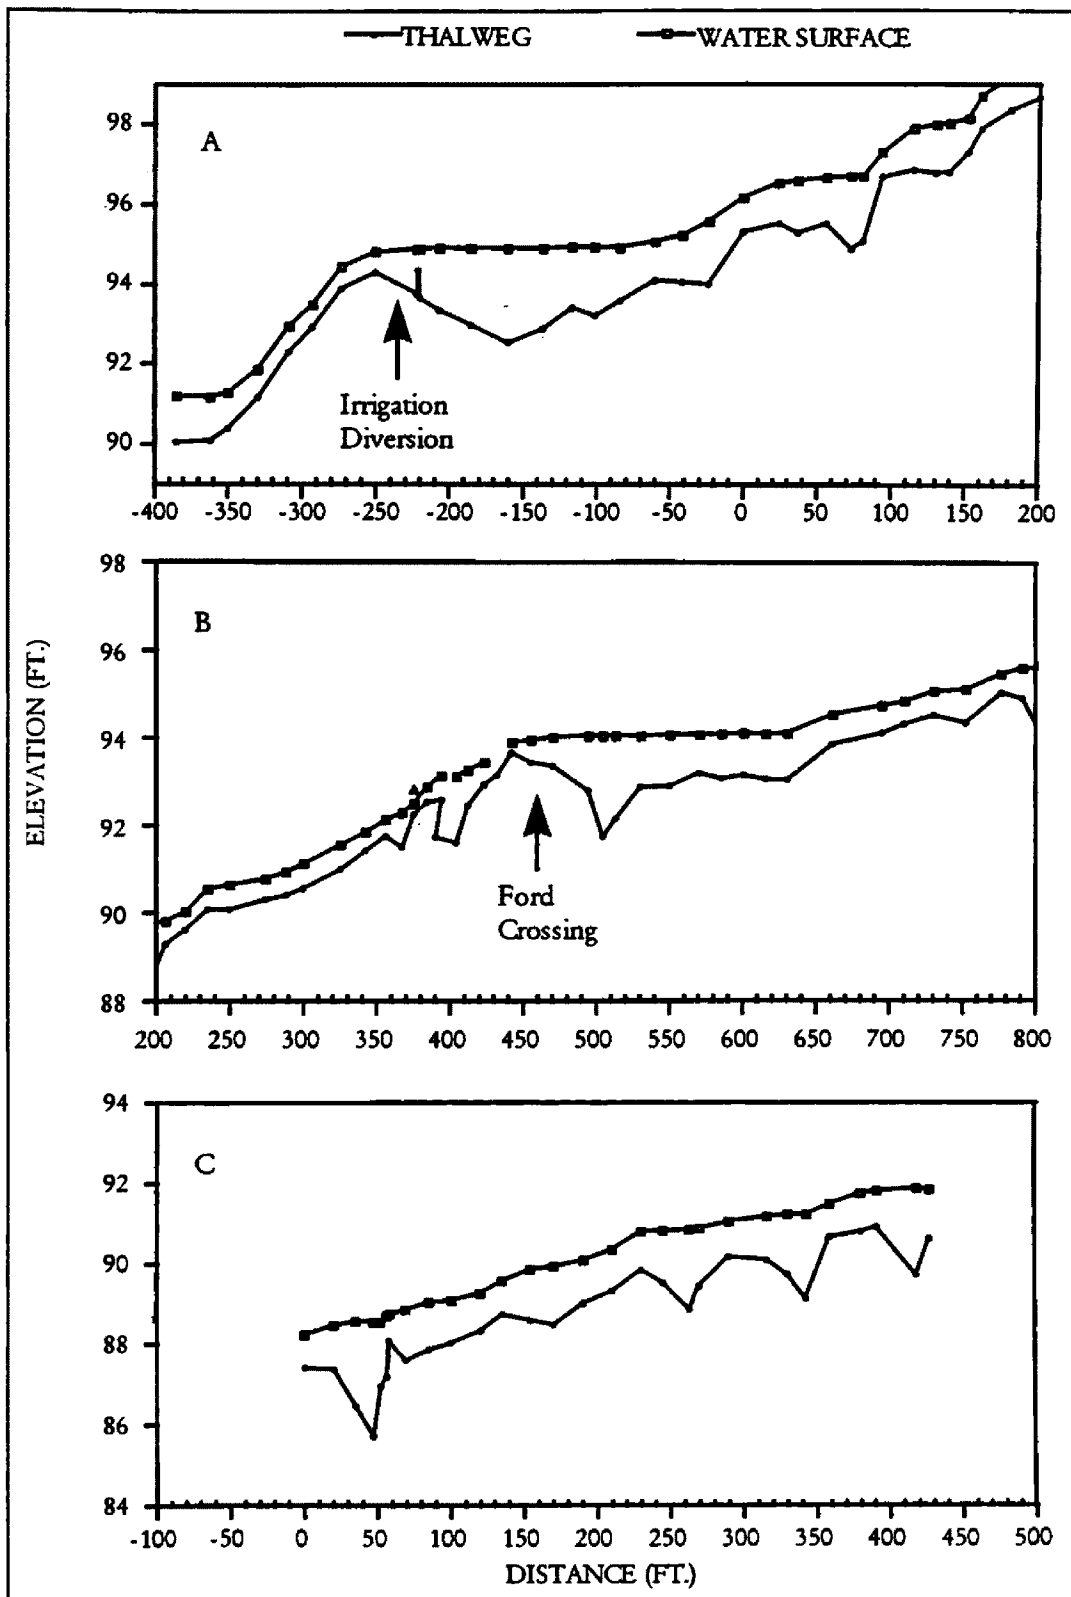 THALWEG WATER SURFACE
A
98
96
94
92
90
Irrigation
Diversion
-400 -350 -300 -250 -200 -150 -100 -50 0 50 100 150 200
ELEVATION (FT.)
B
98
96
94
92
90
88
Ford
Crossing
200 250 300 350 400 450 500 550 600 650 700 750 800
C
94
92
90
88
86
84
-100 -50 0 50 100 150 200 250 300 350 400 450 500
DISTANCE (FT.)